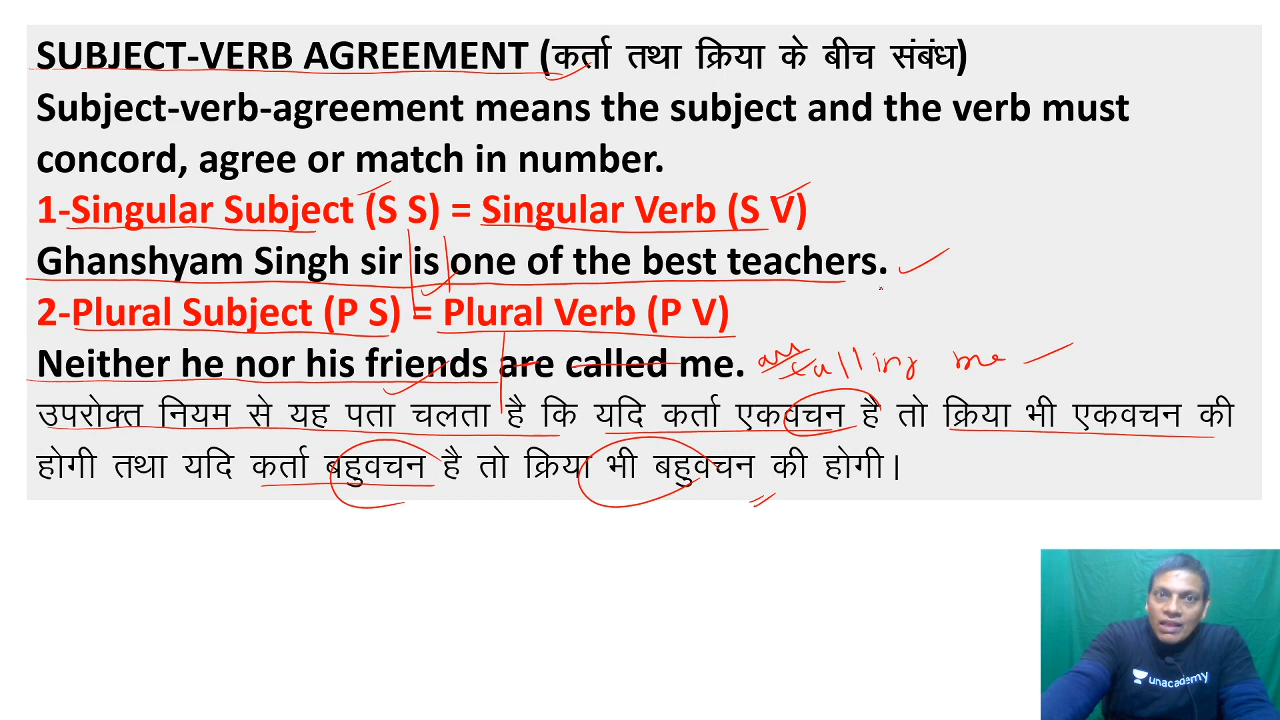 SUBJECT-VERB AGREEMENT (कर्ता तथा क्रिया के बीच संबंध)
Subject-verb-agreement means the subject and the verb must
concord, agree or match in number.
1-Singular Subject (S S) = Singular Verb (S V)
Ghanshyam Singh sir is one of the best teachers.
2-Plural Subject (P S) = Plural Verb (P V)
Neither he nor his friends are called me. are calling me
उपरोक्त नियम से यह पता चलता है कि यदि कर्ता एकवचन है तो क्रिया भी एकवचन की
होगी तथा यदि कर्ता बहुवचन है तो क्रिया भी बहुवचन की होगी।
unacademy